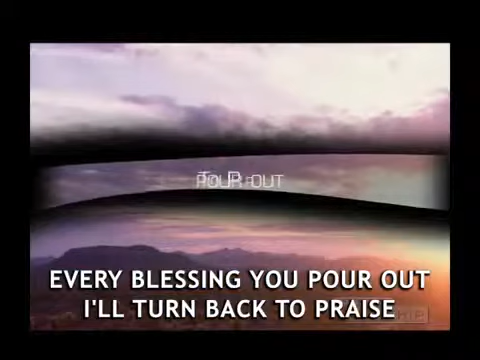 POUR OUT
EVERY BLESSING YOU POUR OUT
I'LL TURN BACK TO PRAISE